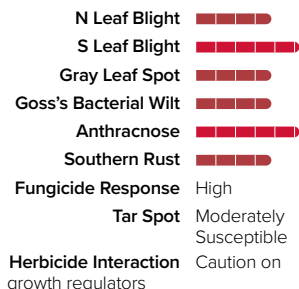 N Leaf Blight
S Leaf Blight
Gray Leaf Spot
Goss's Bacterial Wilt
Anthracnose
Southern Rust
Fungicide Response High
Tar Spot Moderately
Susceptible
Herbicide Interaction Caution on
growth regulators